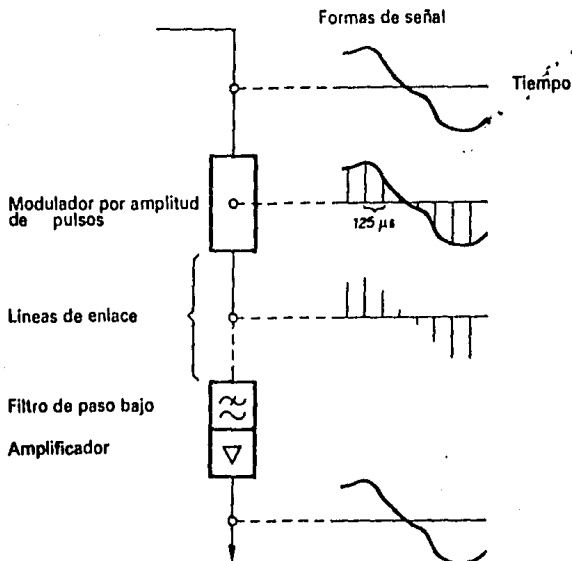 Formas de señal
Tiempo
Modulador por amplitud
de pulsos
125 µs
Lineas de enlace
Filtro de paso bajo
Amplificador